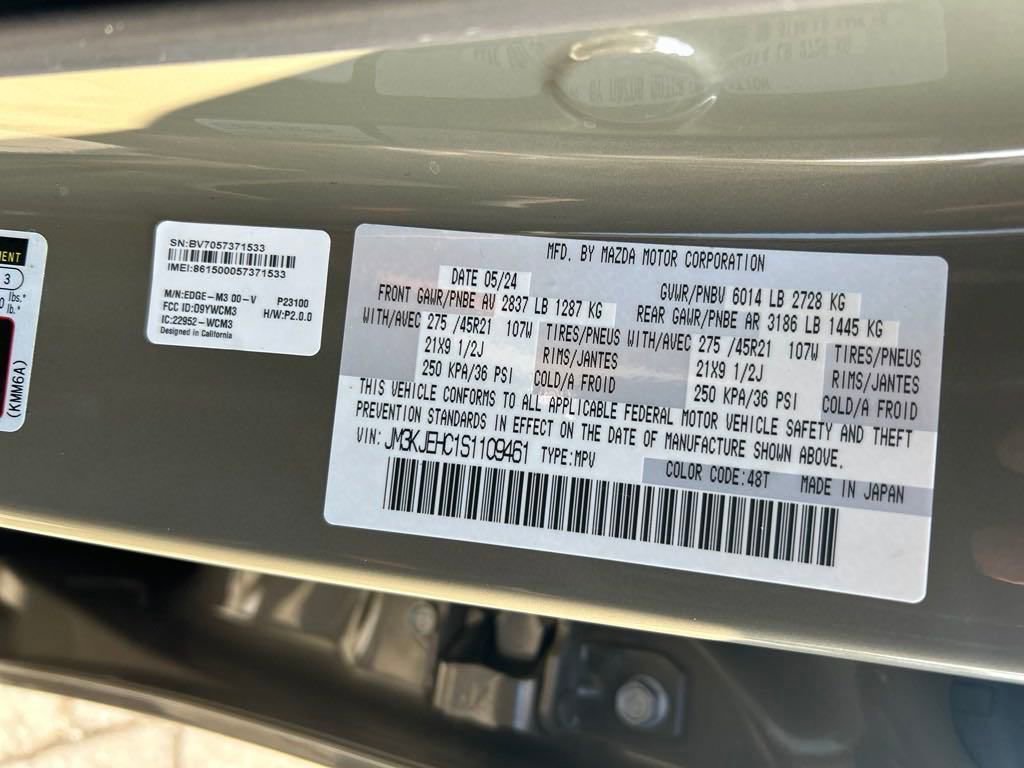 MENT
3
lbs.*
lb.*
(KMM6A)
SN:BV7057371533
IMEI:861500057371533
M/N:EDGE-M3 00-V P23100
FCC ID:O9YWCM3 H/W:P2.0.0
IC:22952-WCM3
Designed in California
MFD. BY MAZDA MOTOR CORPORATION
DATE 05/24 GVWR/PNBV 6014 LB 2728 KG
FRONT GAWR/PNBE AV 2837 LB 1287 KG REAR GAWR/PNBE AR 3186 LB 1445 KG
WITH/AVEC 275 /45R21 107W TIRES/PNEUS WITH/AVEC 275 /45R21 107W TIRES/PNEUS
21X9 1/2J RIMS/JANTES 21X9 1/2J RIMS/JANTES
250 KPA/36 PSI COLD/A FROID 250 KPA/36 PSI COLD/A FROID
THIS VEHICLE CONFORMS TO ALL APPLICABLE FEDERAL MOTOR VEHICLE SAFETY AND THEFT
PREVENTION STANDARDS IN EFFECT ON THE DATE OF MANUFACTURE SHOWN ABOVE.
VIN: JM3KJEHC1S1109461 TYPE:MPV
COLOR CODE:48T MADE IN JAPAN